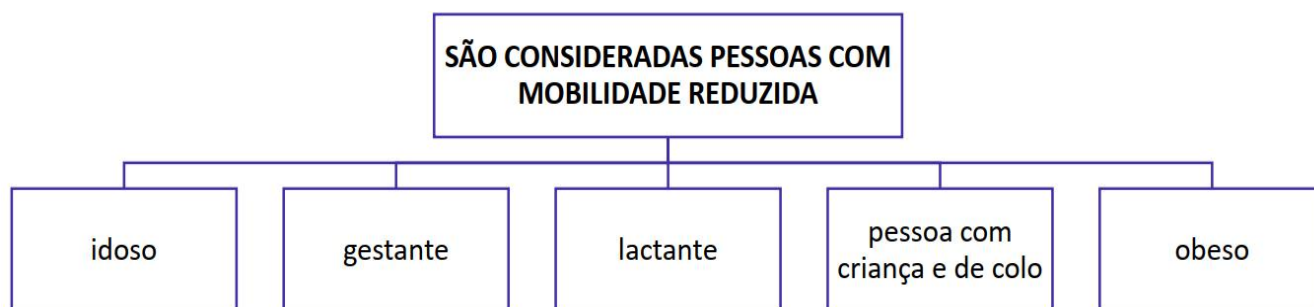 SÃO CONSIDERADAS PESSOAS COM
MOBILIDADE REDUZIDA
idoso
gestante
lactante
pessoa com
criança e de colo
obeso